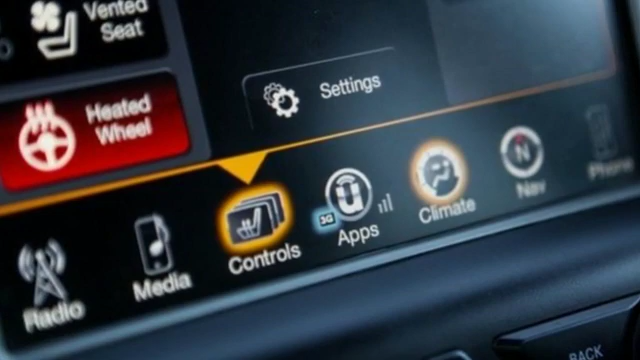 Vented
Seat
Heated
Wheel
Settings
Radio
Media
Controls
3G
Apps
Climate
N
Nav
Phone
BACK